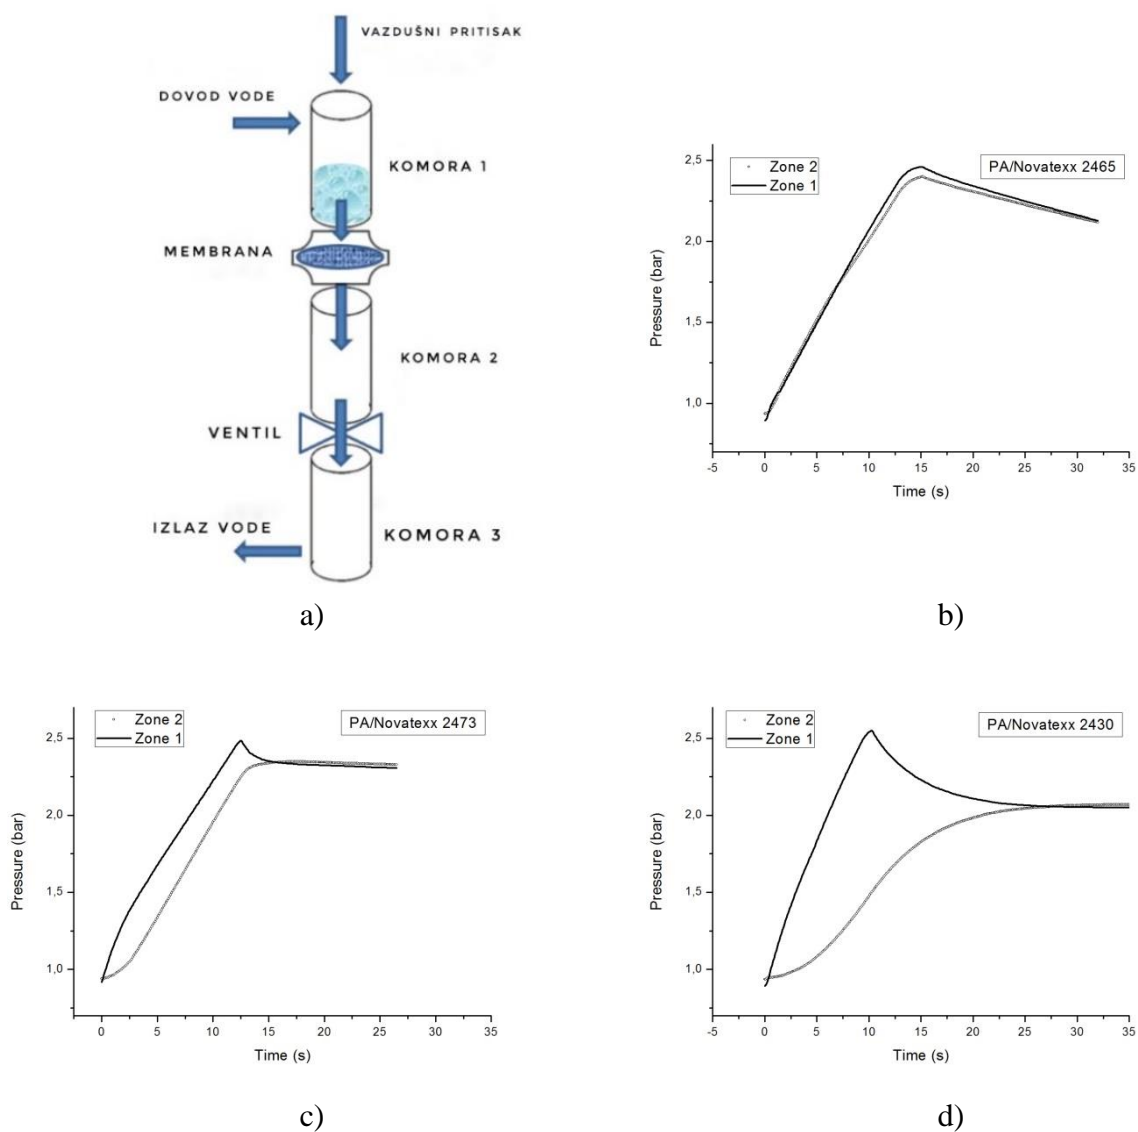 VAZDUŠNI PRITISAK
DOVOD VODE
KOMORA 1
MEMBRANA
KOMORA 2
VENTIL
IZLAZ VODE
KOMORA 3
a)
Zone 2
Zone 1
PA/Novatexx 2465
2,5
2,0
1,5
1,0
Pressure (bar)
-5 0 5 10 15 20 25 30 35
Time (s)
b)
Zone 2
Zone 1
PA/Novatexx 2473
2,5
2,0
1,5
1,0
Pressure (bar)
0 5 10 15 20 25 30 35
Time (s)
c)
Zone 2
Zone 1
PA/Novatexx 2430
2,5
2,0
1,5
1,0
Pressure (bar)
-5 0 5 10 15 20 25 30 35
Time (s)
d)